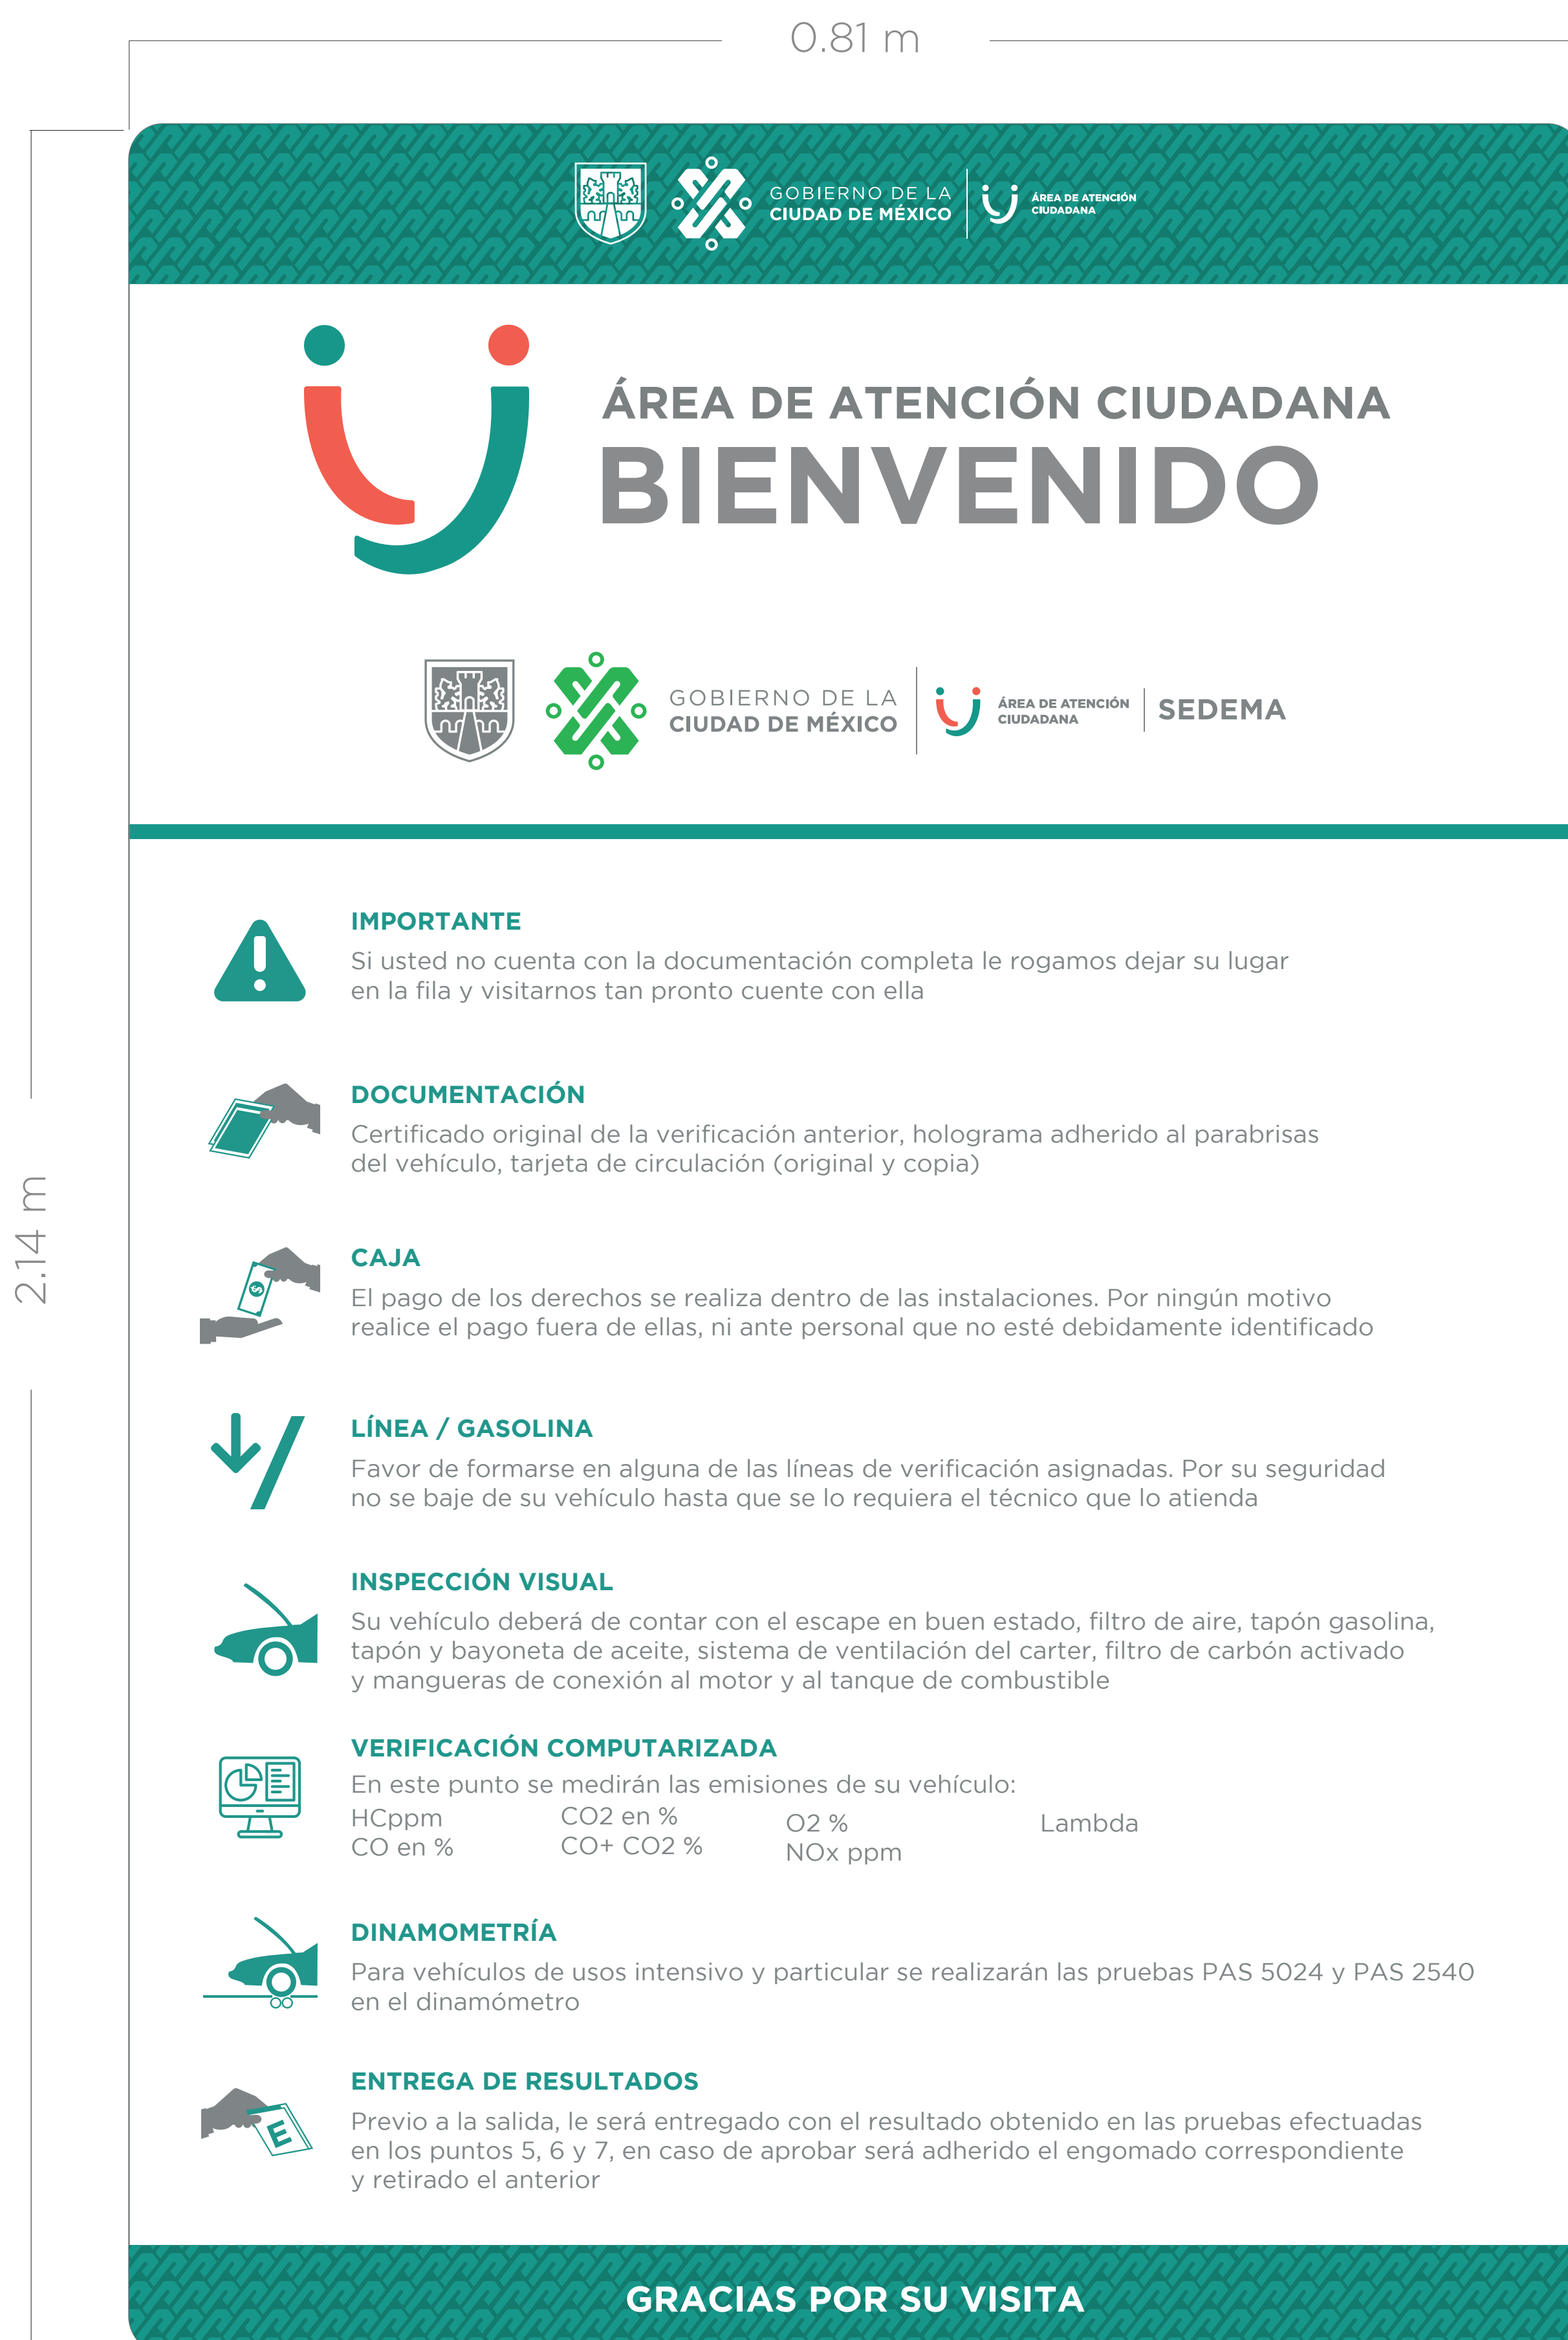 0.81 m
GOBIERNO DE LA
CIUDAD DE MÉXICO
ÁREA DE ATENCIÓN
CIUDADANA
ÁREA DE ATENCIÓN CIUDADANA
BIENVENIDO
GOBIERNO DE LA
CIUDAD DE MÉXICO
ÁREA DE ATENCIÓN
CIUDADANA
SEDEMA
2.14 m
IMPORTANTE
Si usted no cuenta con la documentación completa le rogamos dejar su lugar
en la fila y visitarnos tan pronto cuente con ella
DOCUMENTACIÓN
Certificado original de la verificación anterior, holograma adherido al parabrisas
del vehículo, tarjeta de circulación (original y copia)
$
CAJA
El pago de los derechos se realiza dentro de las instalaciones. Por ningún motivo
realice el pago fuera de ellas, ni ante personal que no esté debidamente identificado
LÍNEA / GASOLINA
Favor de formarse en alguna de las líneas de verificación asignadas. Por su seguridad
no se baje de su vehículo hasta que se lo requiera el técnico que lo atienda
INSPECCIÓN VISUAL
Su vehículo deberá de contar con el escape en buen estado, filtro de aire, tapón gasolina,
tapón y bayoneta de aceite, sistema de ventilación del carter, filtro de carbón activado
y mangueras de conexión al motor y al tanque de combustible
VERIFICACIÓN COMPUTARIZADA
En este punto se medirán las emisiones de su vehículo:
HCppm
CO en %
CO2 en %
CO+ CO2 %
O2 %
NOx ppm
Lambda
DINAMOMETRÍA
Para vehículos de usos intensivo y particular se realizarán las pruebas PAS 5024 y PAS 2540
en el dinamómetro
E
ENTREGA DE RESULTADOS
Previo a la salida, le será entregado con el resultado obtenido en las pruebas efectuadas
en los puntos 5, 6 y 7, en caso de aprobar será adherido el engomado correspondiente
y retirado el anterior
GRACIAS POR SU VISITA